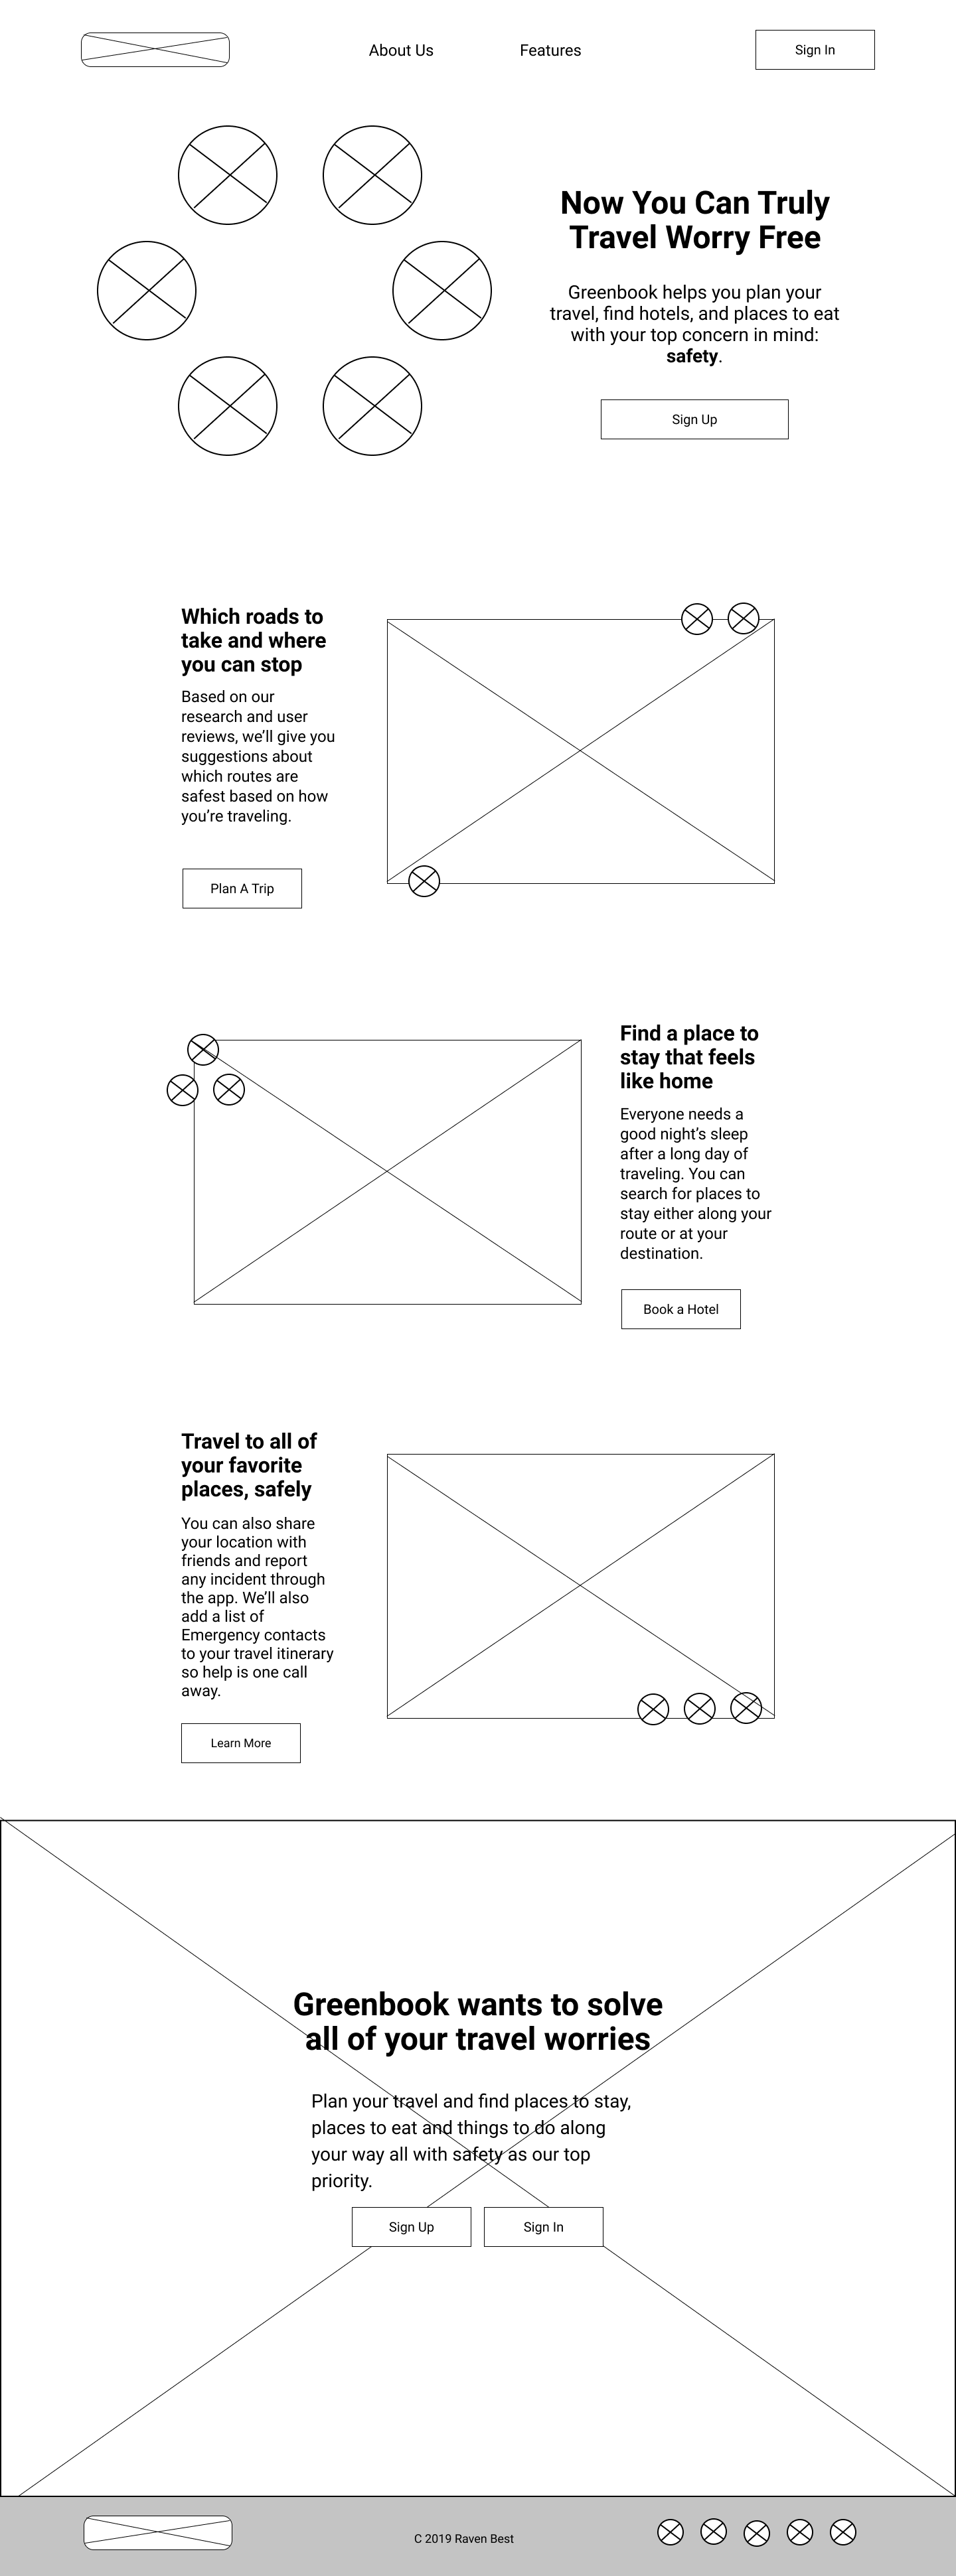 About Us
Features
Sign In
Now You Can Truly
Travel Worry Free
Greenbook helps you plan your
travel, find hotels, and places to eat
with your top concern in mind:
safety.
Sign Up
Which roads to
take and where
you can stop
Based on our
research and user
reviews, we'll give you
suggestions about
which routes are
safest based on how
you're traveling.
Plan A Trip
Find a place to
stay that feels
like home
Everyone needs a
good night's sleep
after a long day of
traveling. You can
search for places to
stay either along your
route or at your
destination.
Book a Hotel
Travel to all of
your favorite
places, safely
You can also share
your location with
friends and report
any incident through
the app. We'll also
add a list of
Emergency contacts
to your travel itinerary
so help is one call
away.
Learn More
Greenbook wants to solve
all of your travel worries
Plan your travel and find places to stay,
places to eat and things to do along
your way all with safety as our top
priority.
Sign Up
Sign In
C 2019 Raven Best